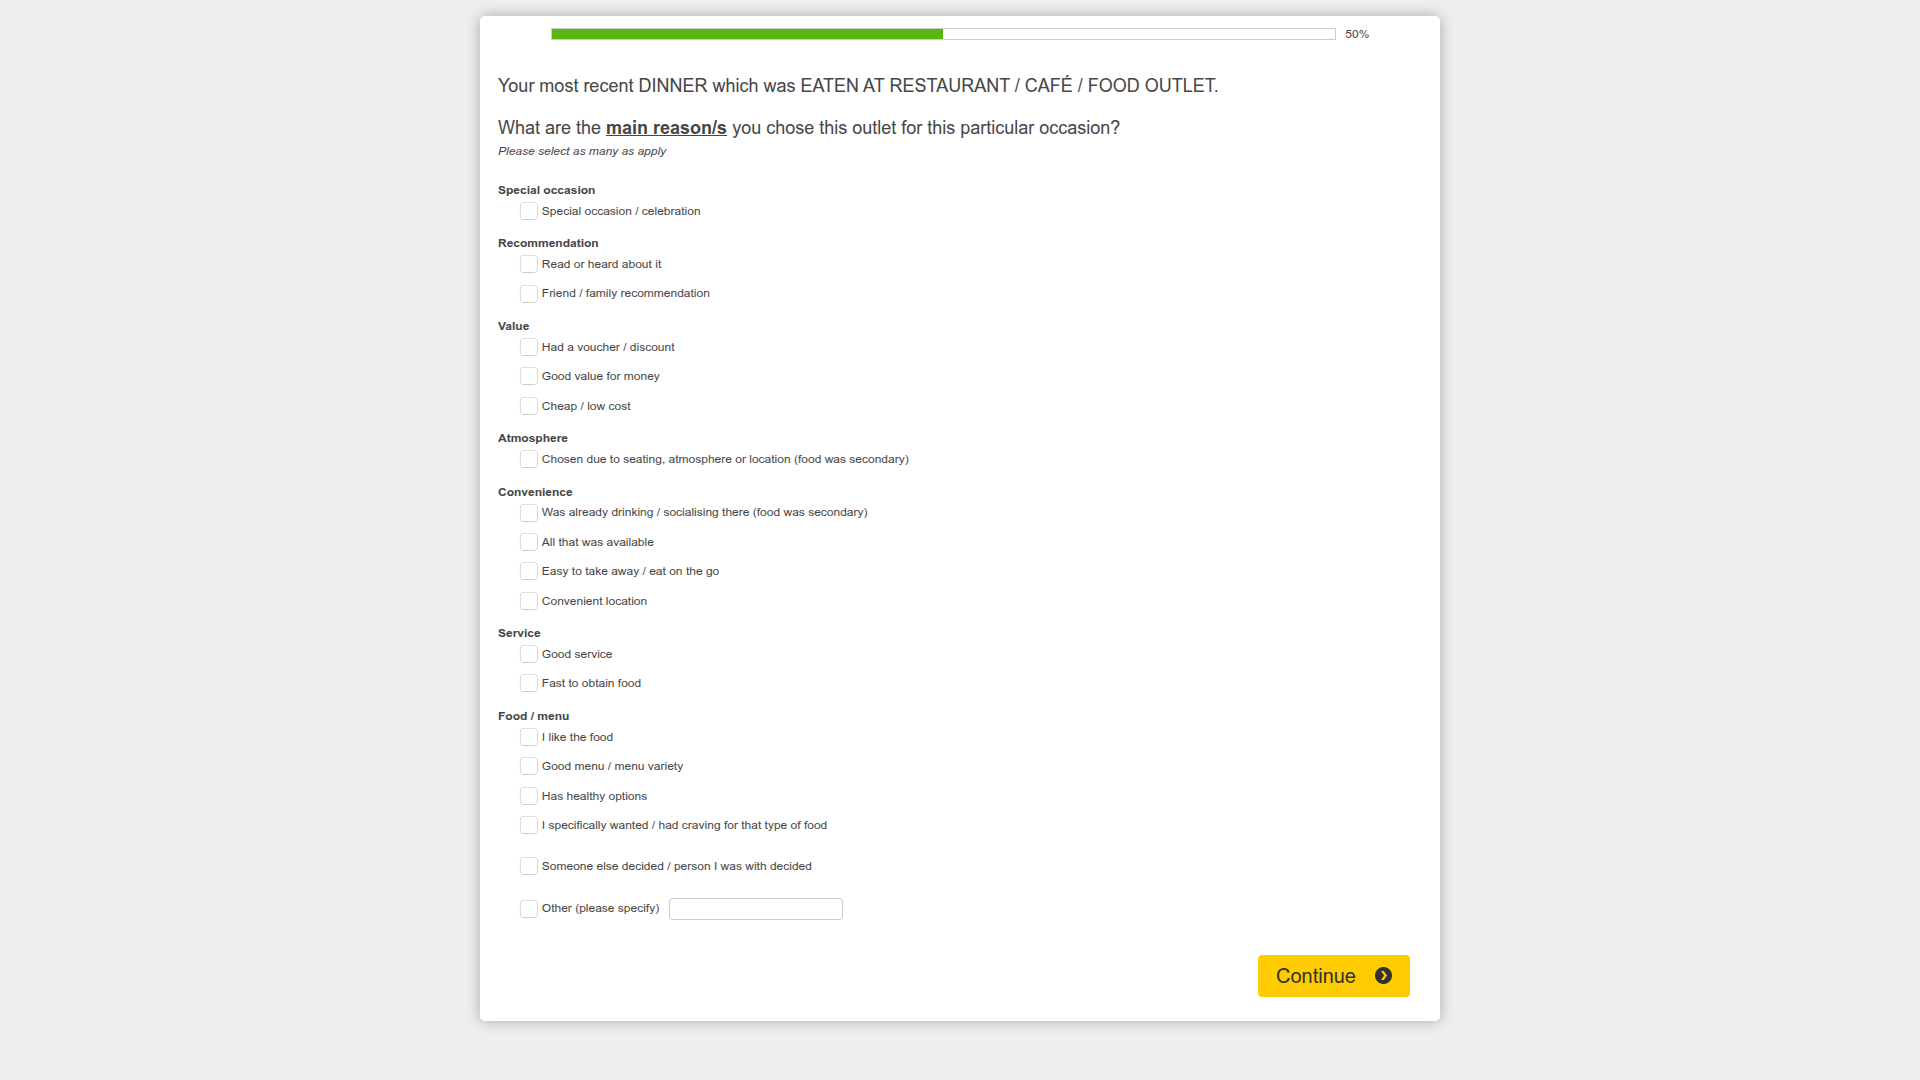 50%
Your most recent DINNER which was EATEN AT RESTAURANT / CAFÉ / FOOD OUTLET.
What are the main reason/s you chose this outlet for this particular occasion?
Please select as many as apply
Special occasion
Special occasion / celebration
Recommendation
Read or heard about it
Friend / family recommendation
Value
Had a voucher / discount
Good value for money
Cheap / low cost
Atmosphere
Chosen due to seating, atmosphere or location (food was secondary)
Convenience
Was already drinking / socialising there (food was secondary)
All that was available
Easy to take away / eat on the go
Convenient location
Service
Good service
Fast to obtain food
Food / menu
I like the food
Good menu / menu variety
Has healthy options
I specifically wanted / had craving for that type of food
Someone else decided / person I was with decided
Other (please specify)
Continue